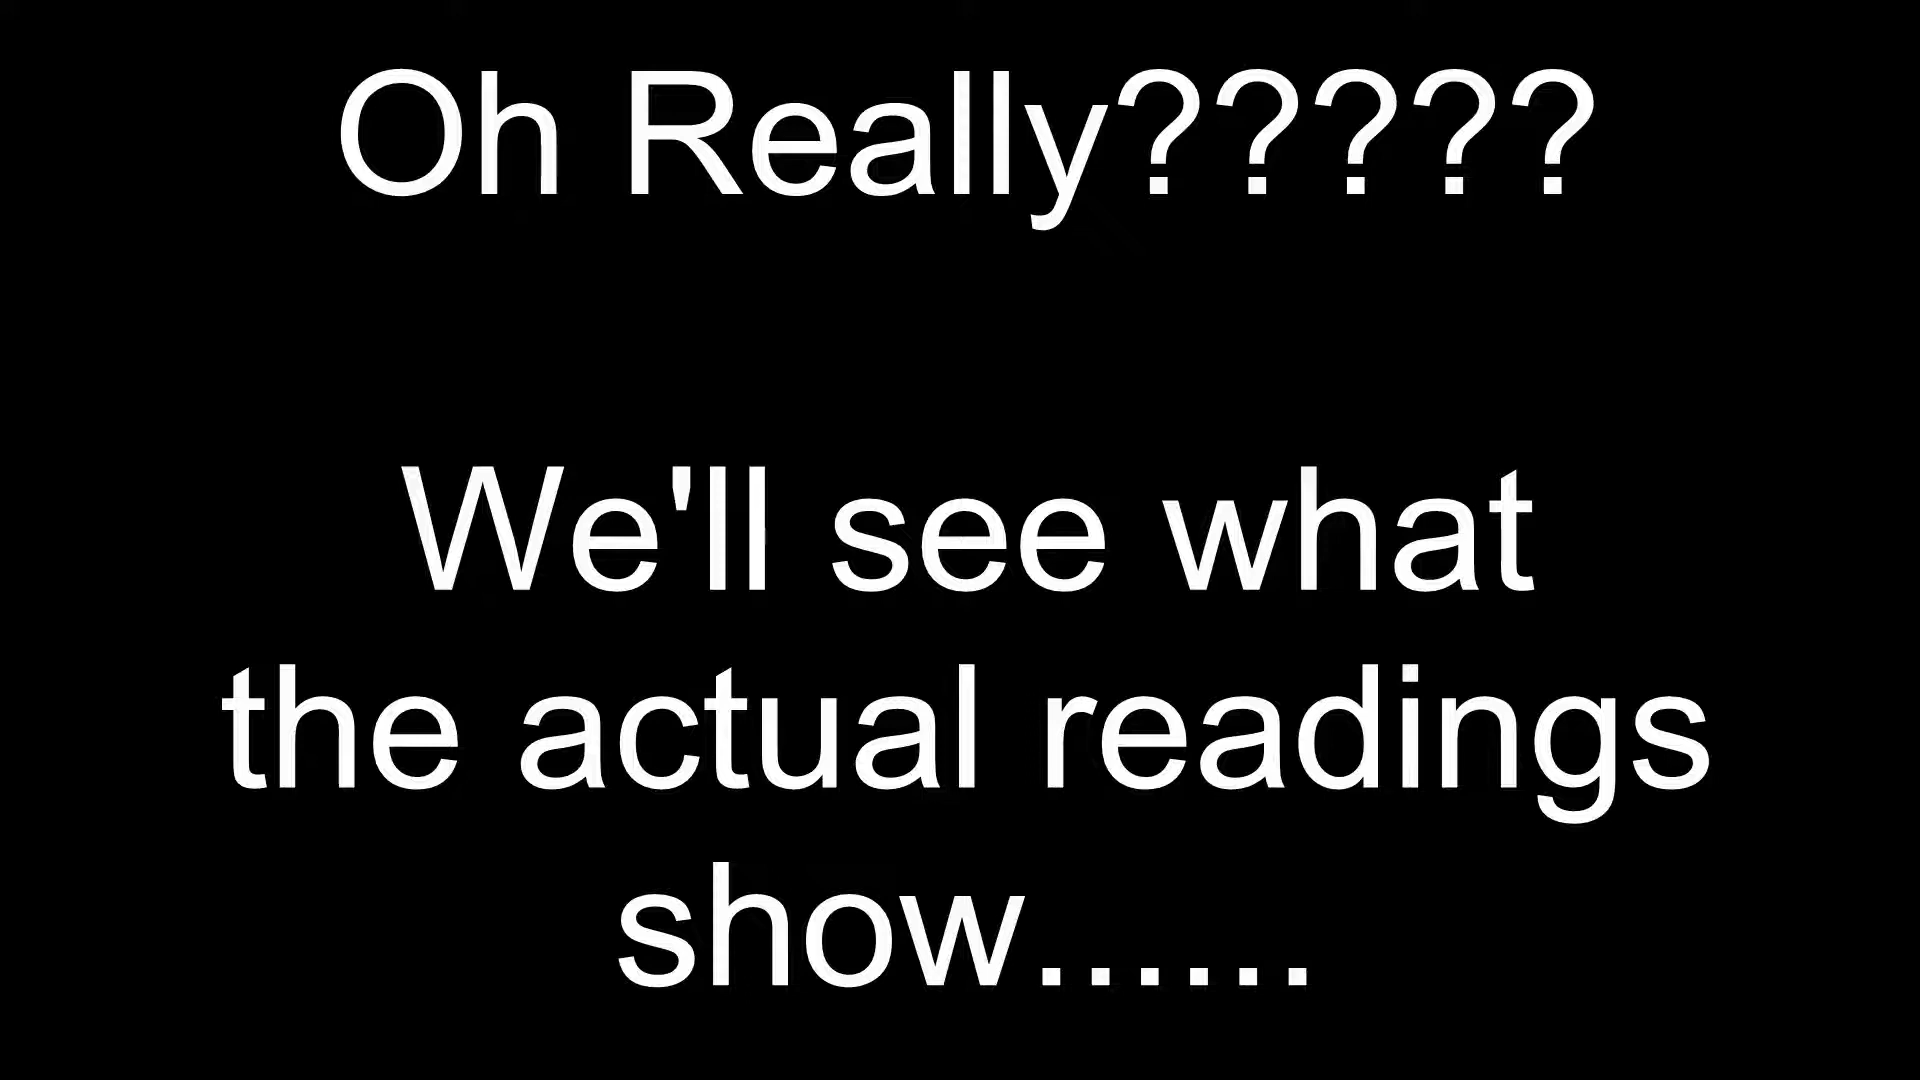 Oh Really?????
We'll see what
the actual readings
show......